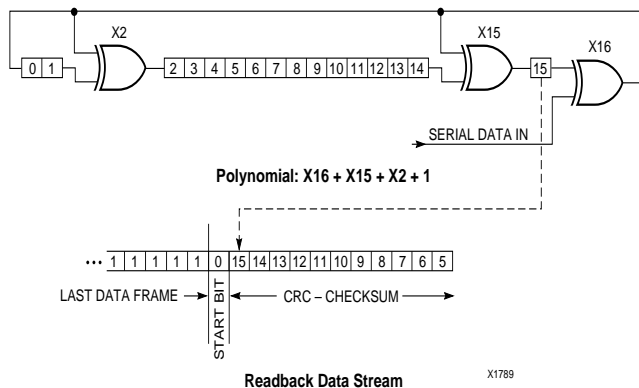 X2 X15 X16
0 1 2 3 4 5 6 7 8 9 10 11 12 13 14 15
SERIAL DATA IN
Polynomial: X16 + X15 + X2 + 1
••• 1 1 1 1 1 0 15 14 13 12 11 10 9 8 7 6 5
LAST DATA FRAME
START BIT
CRC – CHECKSUM
Readback Data Stream
X1789